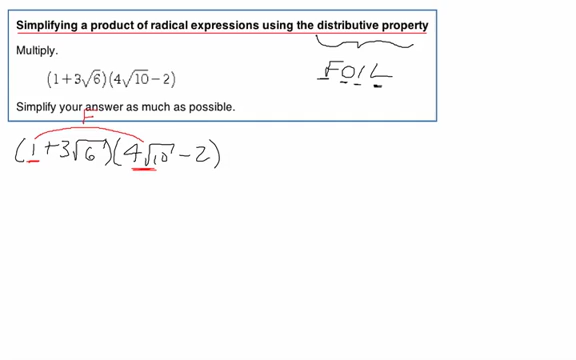 Simplifying a product of radical expressions using the distributive property
Multiply.
FOIL
(1+3√6)(4√10−2)
Simplify your answer as much as possible.
F
(1+3√6)(4√10−2)